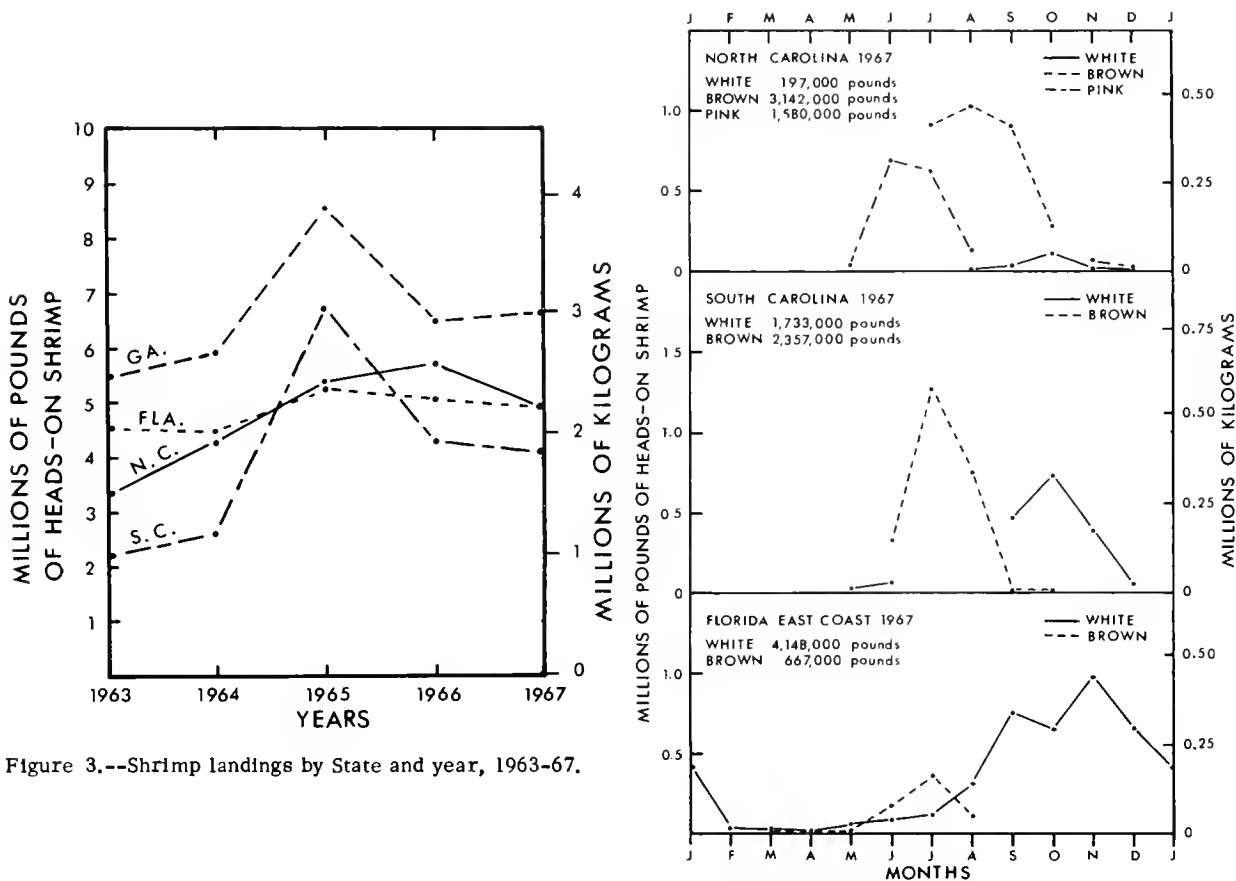 MILLIONS OF POUNDS
OF HEADS-ON SHRIMP
10
9
8
7
6
5
4
3
2
1
GA.
FLA.
N.C.
S.C.
4
3
2
1
0
MILLIONS OF KILOGRAMS
1963 1964 1965 1966 1967
YEARS
Figure 3.--Shrimp landings by State and year, 1963-67.
J F M A M J J A S O N D J
MILLIONS OF POUNDS OF HEADS-ON SHRIMP
NORTH CAROLINA 1967
WHITE 197,000 pounds
BROWN 3,142,000 pounds
PINK 1,580,000 pounds
WHITE
BROWN
PINK
1.0
0 5
0
0.50
0.25
0
SOUTH CAROLINA 1967
WHITE 1,733,000 pounds
BROWN 2,357,000 pounds
WHITE
BROWN
1 5
1.0
0.5
0
0.75
0.50
0.25
0
FLORIDA EAST COAST 1967
WHITE 4,148,000 pounds
BROWN 667,000 pounds
WHITE
BROWN
1.0
0.5
0.50
0.25
0
MILLIONS OF KILOGRAMS
J F M A M J J A S O N D J
MONTHS